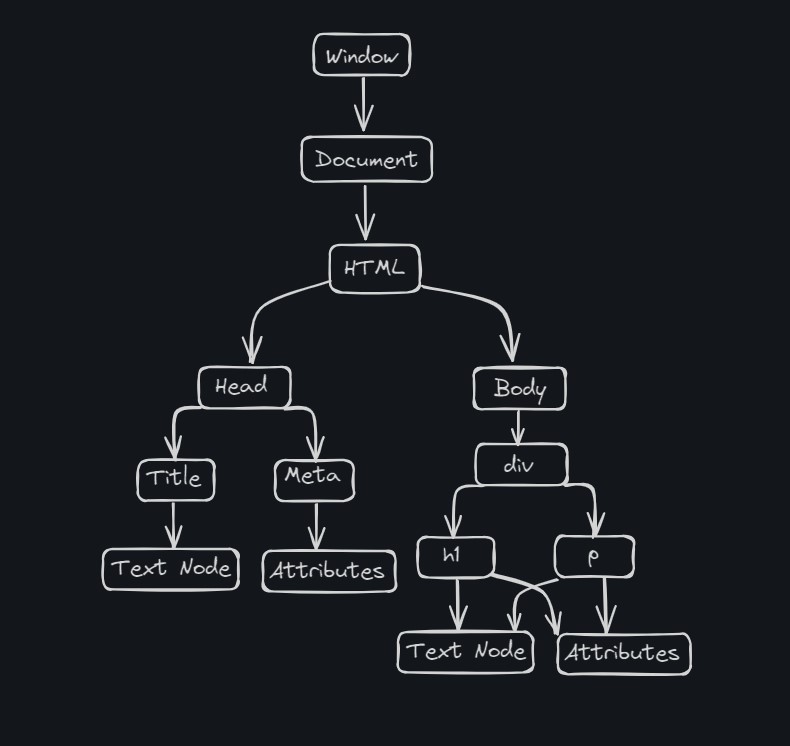 Window
Document
HTML
Head
Body
Title
Meta
div
h1
p
Text Node
Attributes
Text Node
Attributes